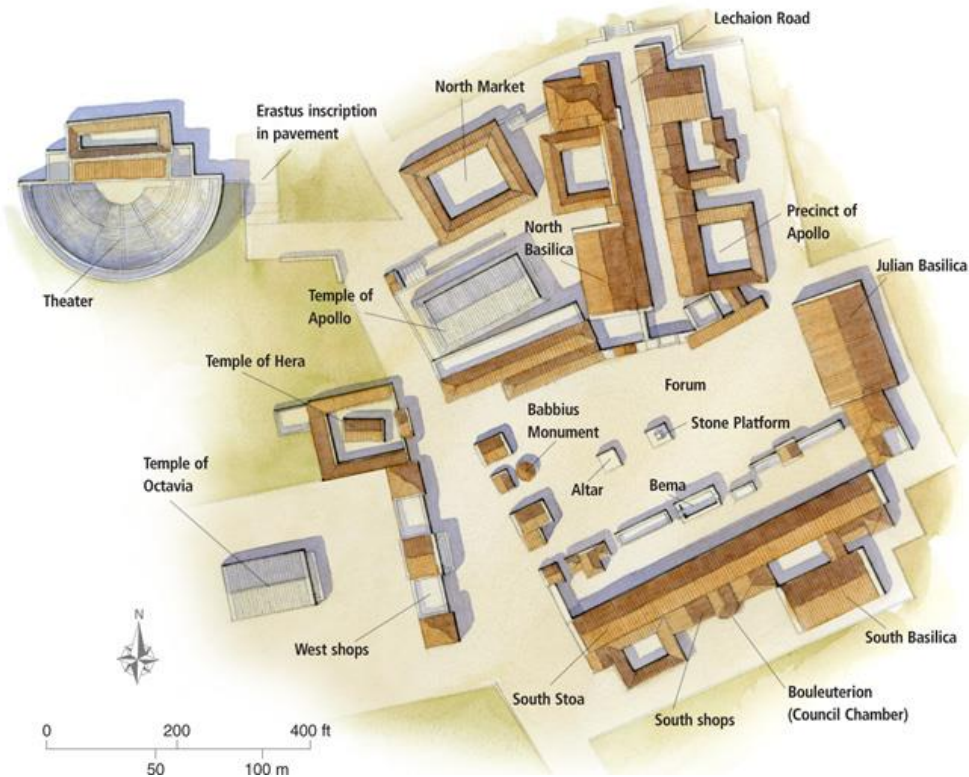 Lechaion Road
North Market
Erastus inscription
in pavement
Precinct of
Apollo
North
Basilica
Julian Basilica
Theater
Temple of
Apollo
Temple of Hera
Forum
Babbius
Monument
Stone Platform
Temple of
Octavia
Altar
Bema
N
West shops
South Basilica
South Stoa
Bouleuterion
(Council Chamber)
South shops
0 200 400 ft
50 100 m